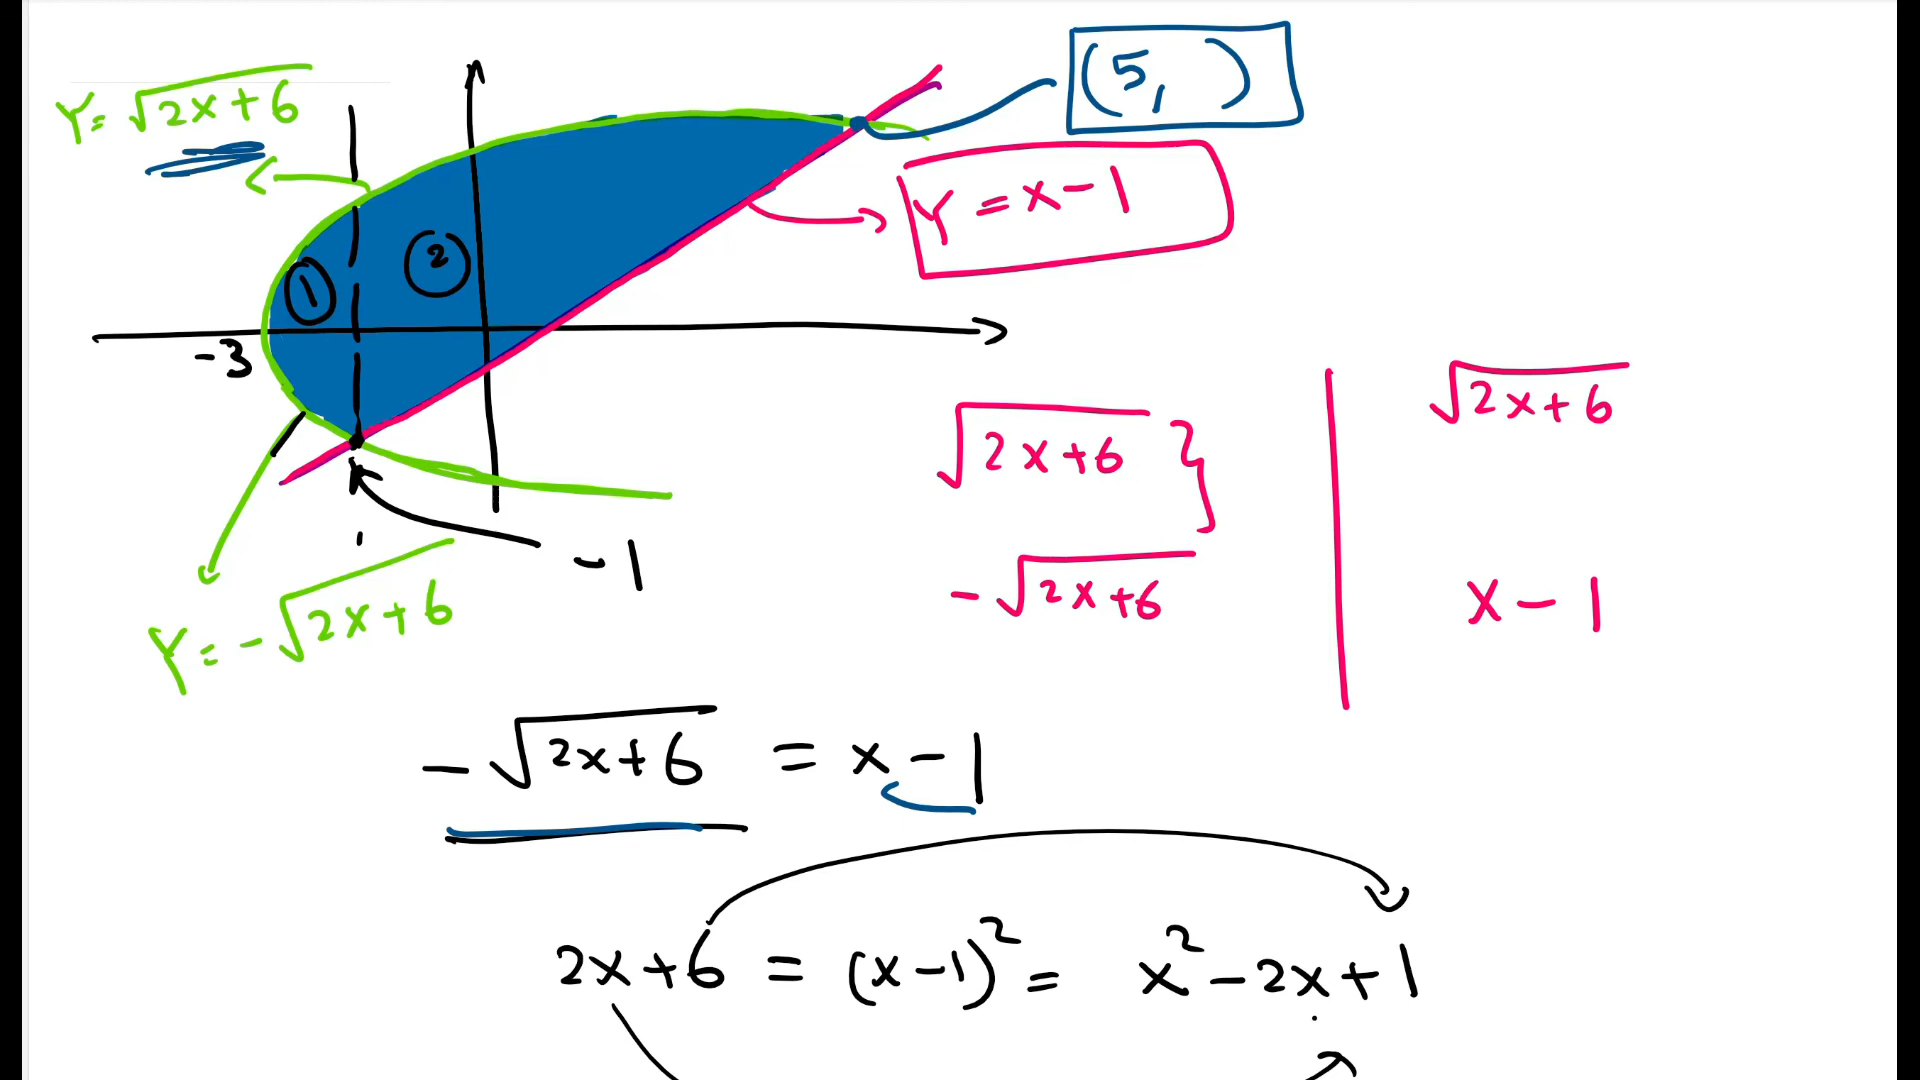 (5, )
Y = √(2x+6)
Y = x - 1
① ②
-3
√(2x+6)
√(2x+6)
-1
-√(2x+6)
x - 1
Y = -√(2x+6)
-√(2x+6) = x - 1
2x+6 = (x-1)² = x² - 2x + 1